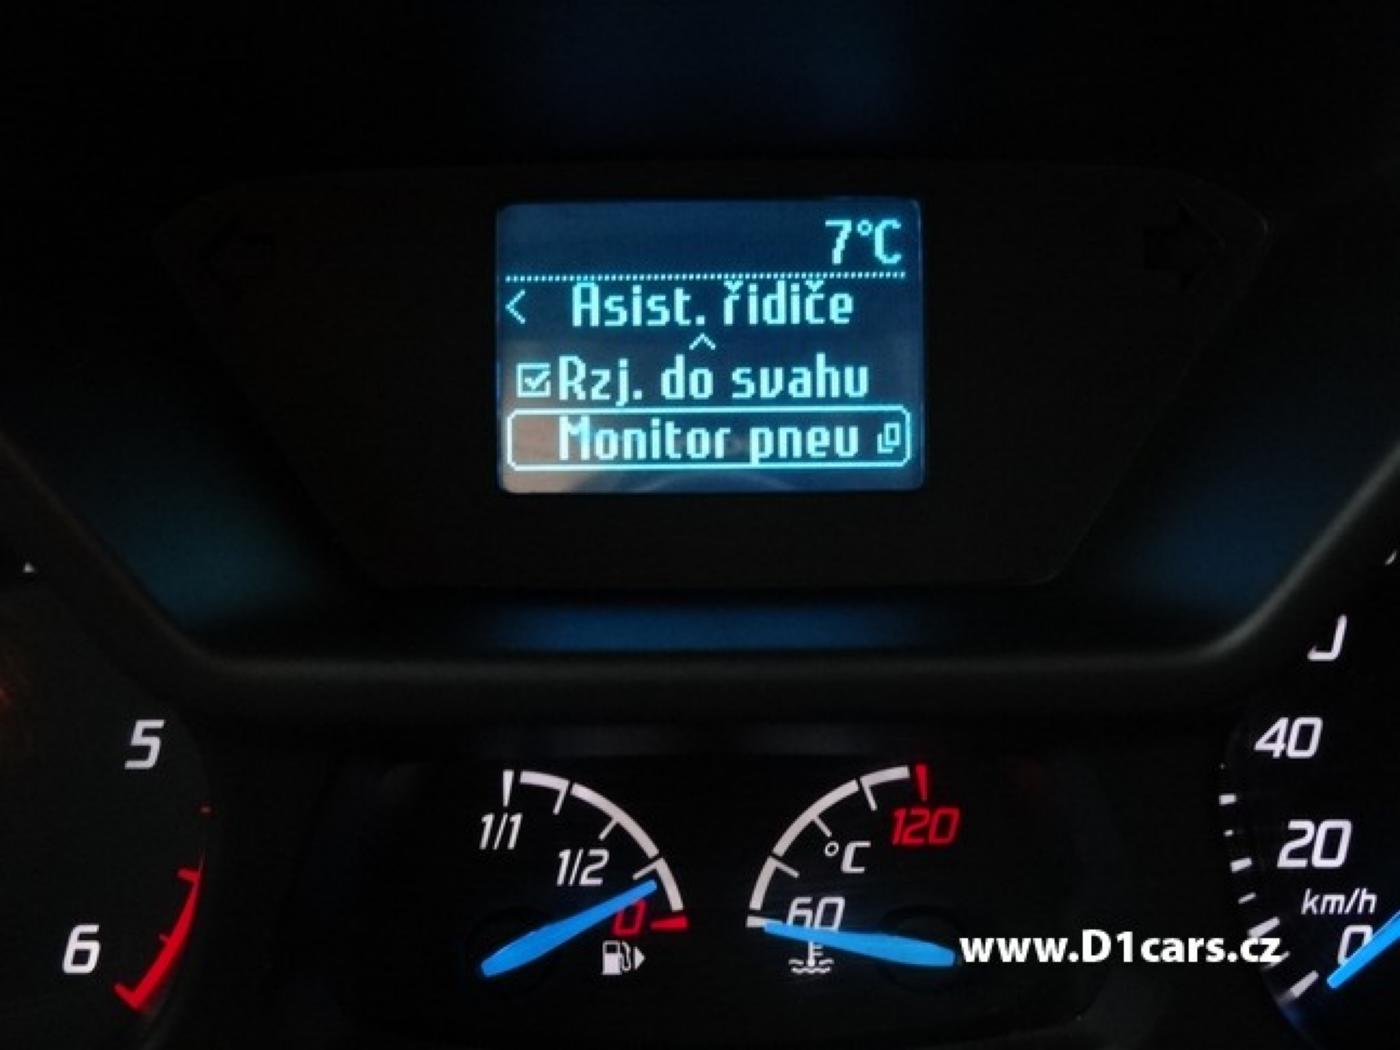 7°C
< Asist. řidiče
Rzj. do svahu
Monitor pneu
5
6
1/1
1/2
0
120
°C
60
40
20
km/h
0
www.D1cars.cz